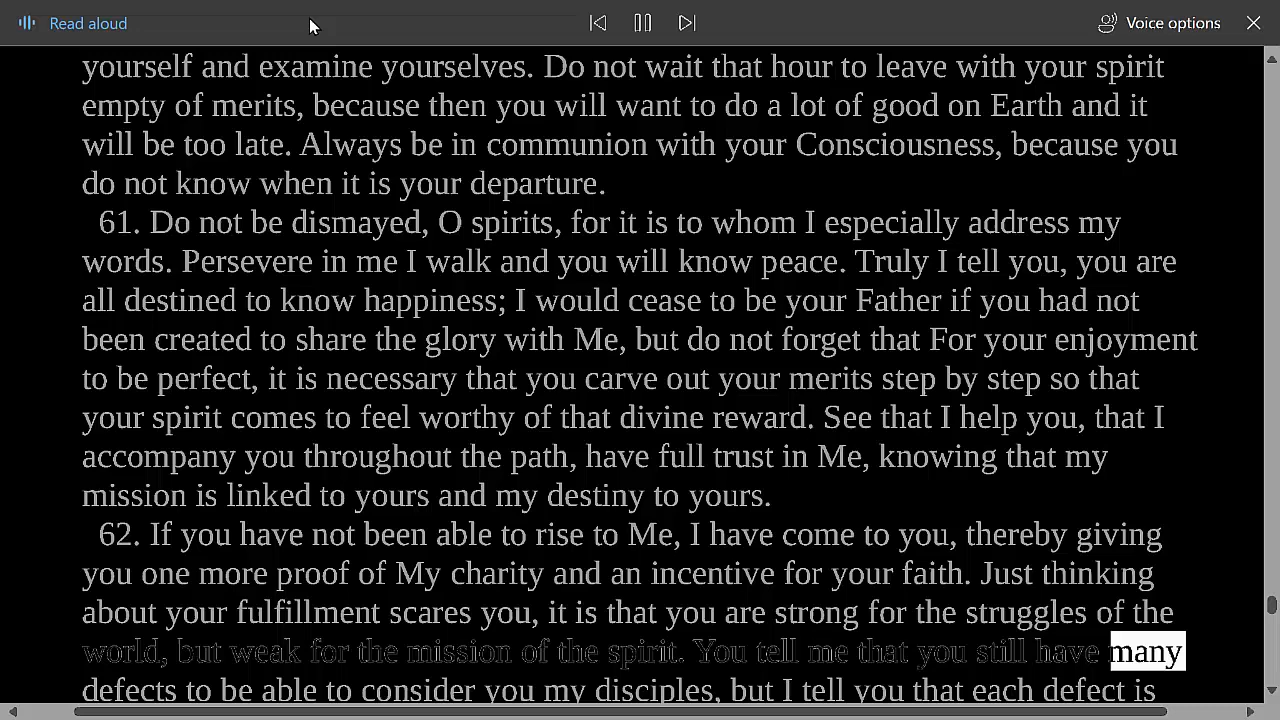 Read aloud
Voice options
yourself and examine yourselves. Do not wait that hour to leave with your spirit
empty of merits, because then you will want to do a lot of good on Earth and it
will be too late. Always be in communion with your Consciousness, because you
do not know when it is your departure.
61. Do not be dismayed, O spirits, for it is to whom I especially address my
words. Persevere in me I walk and you will know peace. Truly I tell you, you are
all destined to know happiness; I would cease to be your Father if you had not
been created to share the glory with Me, but do not forget that For your enjoyment
to be perfect, it is necessary that you carve out your merits step by step so that
your spirit comes to feel worthy of that divine reward. See that I help you, that I
accompany you throughout the path, have full trust in Me, knowing that my
mission is linked to yours and my destiny to yours.
62. If you have not been able to rise to Me, I have come to you, thereby giving
you one more proof of My charity and an incentive for your faith. Just thinking
about your fulfillment scares you, it is that you are strong for the struggles of the
world, but weak for the mission of the spirit. You tell me that you still have many
defects to be able to consider you my disciples, but I tell you that each defect is